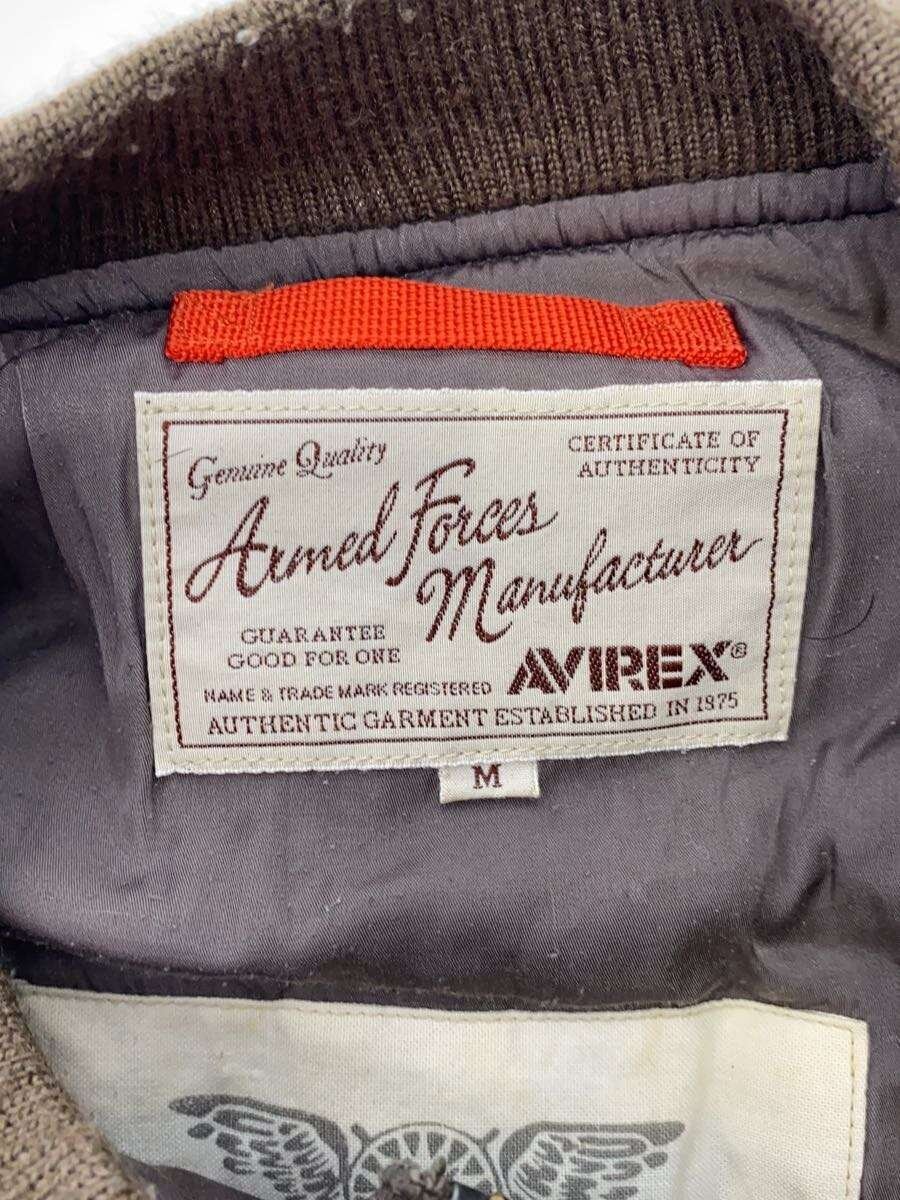 Genuine Quality
CERTIFICATE OF
AUTHENTICITY
Armed Forces
Manufacturer
GUARANTEE
GOOD FOR ONE
NAME & TRADE MARK REGISTERED
AVIREX®
AUTHENTIC GARMENT ESTABLISHED IN 1975
M